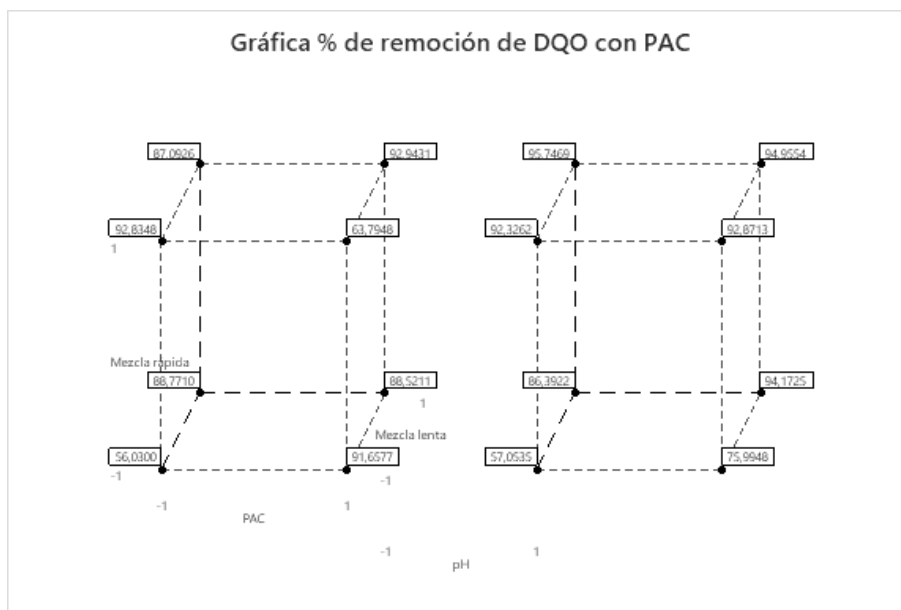 Gráfica % de remoción de DQO con PAC
87,0926 92,9431 95,7469 94,9554
92,8348 63,7948 92,3262 92,8713
1
Mezcla rápida
88,7710 88,5211 86,3922 94,1725
1
Mezcla lenta
56,0300 91,6577 57,0535 75,9948
-1 -1
-1 1
PAC
-1 1
pH